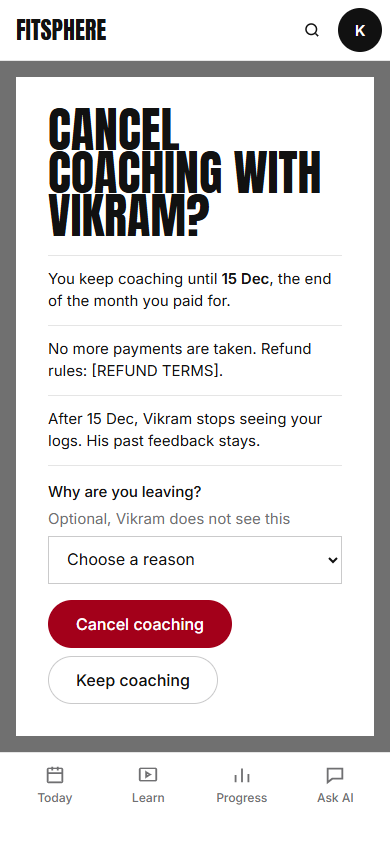 FITSPHERE
K
CANCEL
COACHING WITH
VIKRAM?
You keep coaching until 15 Dec, the end
of the month you paid for.
No more payments are taken. Refund
rules: [REFUND TERMS].
After 15 Dec, Vikram stops seeing your
logs. His past feedback stays.
Why are you leaving?
Optional, Vikram does not see this
Choose a reason
Cancel coaching
Keep coaching
Today
Learn
Progress
Ask AI